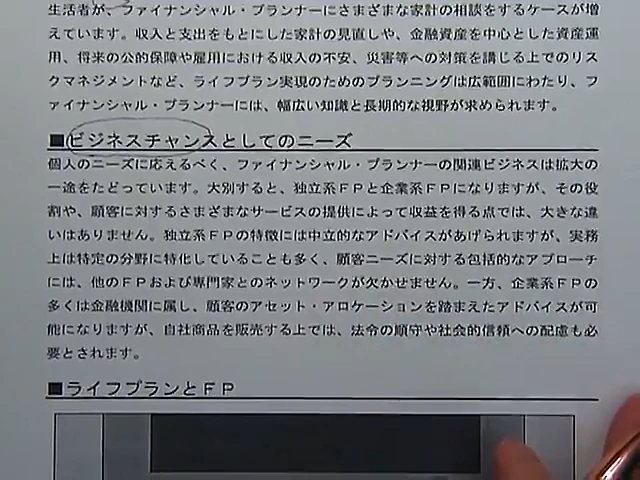 生活者が、ファイナンシャル・プランナーにさまざまな家計の相談をするケースが増
えています。収入と支出をもとにした家計の見直しや、金融資産を中心とした資産運
用、将来の公的保障や雇用における収入の不安、災害等への対策を講じる上でのリス
クマネジメントなど、ライフプラン実現のためのプランニングは広範囲にわたり、フ
ァイナンシャル・プランナーには、幅広い知識と長期的な視野が求められます。
■ビジネスチャンスとしてのニーズ
個人のニーズに応えるべく、ファイナンシャル・プランナーの関連ビジネスは拡大の
一途をたどっています。大別すると、独立系ＦＰと企業系ＦＰになりますが、その役
割や、顧客に対するさまざまなサービスの提供によって収益を得る点では、大きな違
いはありません。独立系ＦＰの特徴には中立的なアドバイスがあげられますが、実務
上は特定の分野に特化していることも多く、顧客ニーズに対する包括的なアプローチ
には、他のＦＰおよび専門家とのネットワークが欠かせません。一方、企業系ＦＰの
多くは金融機関に属し、顧客のアセット・アロケーションを踏まえたアドバイスが可
能になりますが、自社商品を販売する上では、法令の順守や社会的信頼への配慮も必
要とされます。
■ライフプランとＦＰ